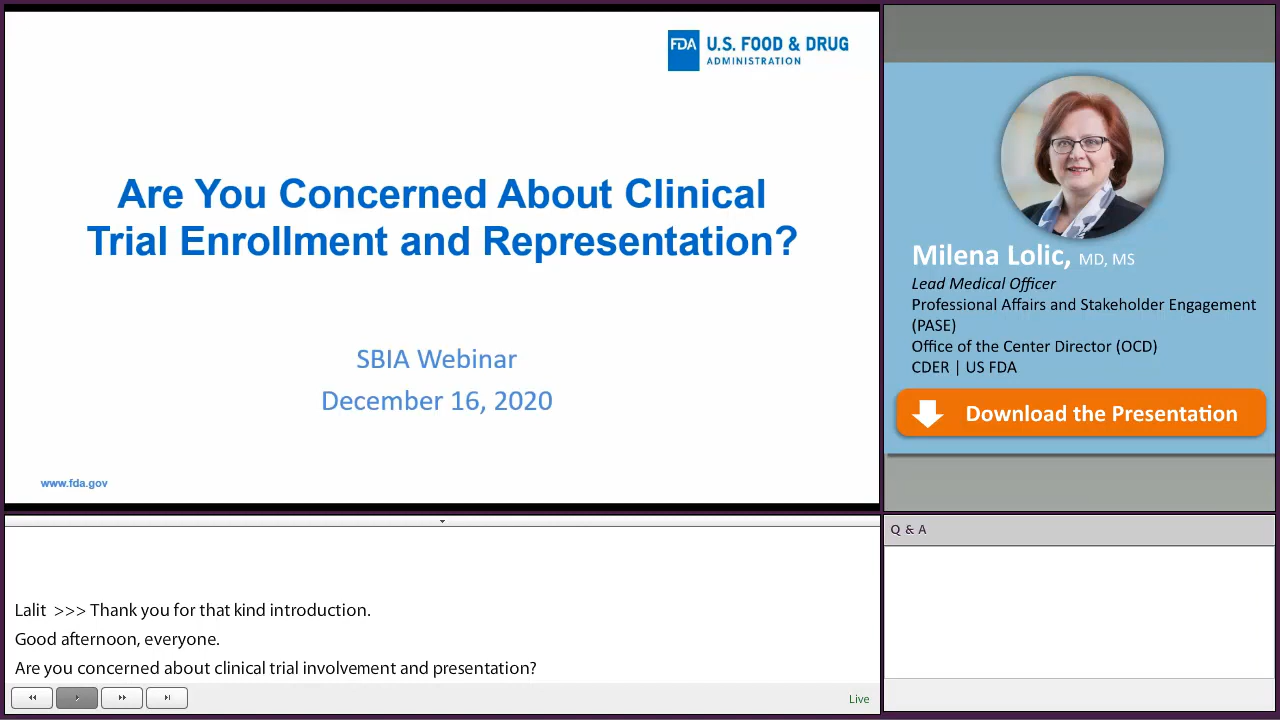 FDA U.S. FOOD & DRUG
ADMINISTRATION
Are You Concerned About Clinical
Trial Enrollment and Representation?
SBIA Webinar
December 16, 2020
www.fda.gov
Milena Lolic, MD, MS
Lead Medical Officer
Professional Affairs and Stakeholder Engagement
(PASE)
Office of the Center Director (OCD)
CDER | US FDA
Download the Presentation
Lalit >>> Thank you for that kind introduction.
Good afternoon, everyone.
Are you concerned about clinical trial involvement and presentation?
Live
Q & A